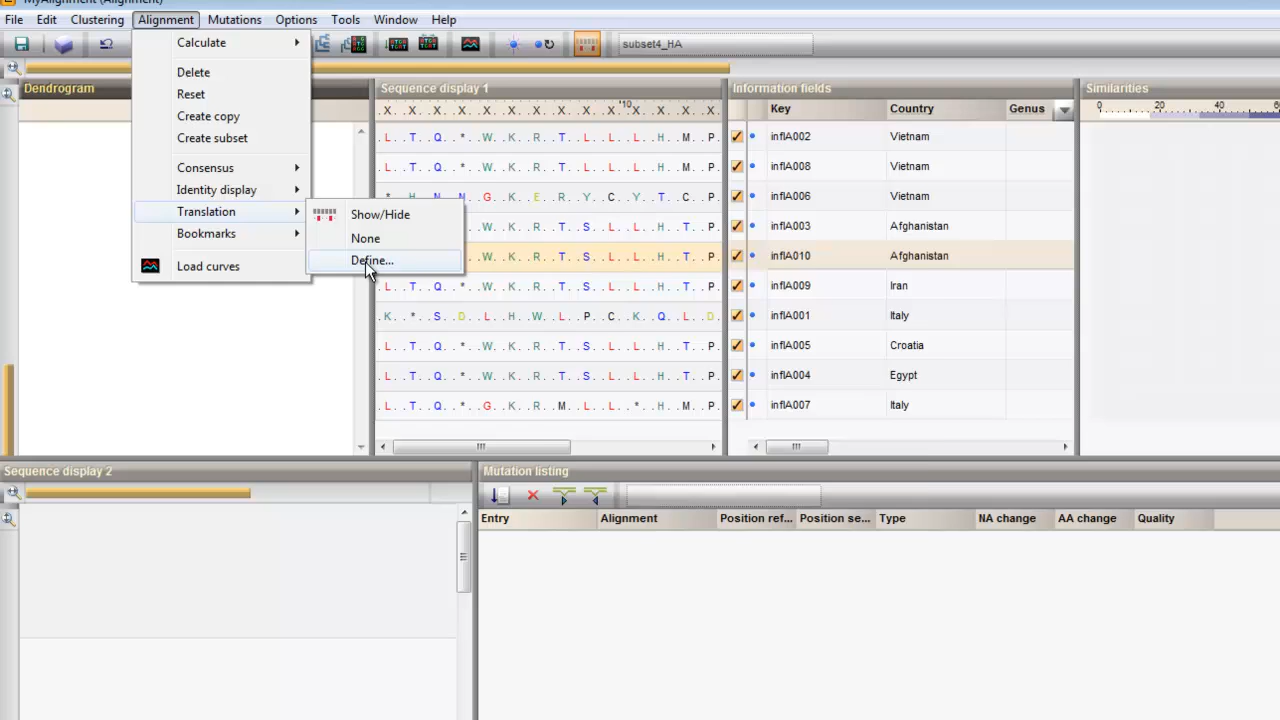 MyAlignment (Alignment)
File Edit Clustering Alignment Mutations Options Tools Window Help
subset4_HA
Calculate
Delete
Reset
Create copy
Create subset
Consensus
Identity display
Translation
Bookmarks
Load curves
Show/Hide
None
Define...
Dendrogram
Sequence display 1
. X . . X . . X . . X . . X . . X . . X . . X . . X . . X '10 . X . . X . . X . . X
. L . . T . . Q . . * . . W . . K . . R . . T . . L . . L . . L . . H . . M . . P.
. L . . T . . Q . . * . . W . . K . . R . . T . . L . . L . . L . . H . . M . . P.
* . . H . . N . . N . . G . . K . . E . . R . . Y . . C . . Y . . T . . C .
. . R . . T . . S . . L . . L . . H . . T . . P.
. . R . . T . . S . . L . . L . . H . . T . . P.
. L . . T . . Q . . * . . W . . K . . R . . T . . S . . L . . L . . H . . T . . P.
. K . . * . . S . . D . . L . . H . . W . . L . . P . . C . . K . . Q . . L . . D.
. L . . T . . Q . . * . . W . . K . . R . . T . . S . . L . . L . . H . . T . . P.
. L . . T . . Q . . * . . W . . K . . R . . T . . S . . L . . L . . H . . T . . P.
. L . . T . . Q . . * . . G . . K . . R . . M . . L . . L . . * . . H . . M . . P.
Information fields
Key Country Genus
inflA002 Vietnam
inflA008 Vietnam
inflA006 Vietnam
inflA003 Afghanistan
inflA010 Afghanistan
inflA009 Iran
inflA001 Italy
inflA005 Croatia
inflA004 Egypt
inflA007 Italy
Similarities
0 20 40
Sequence display 2
Mutation listing
Entry Alignment Position ref... Position se... Type NA change AA change Quality